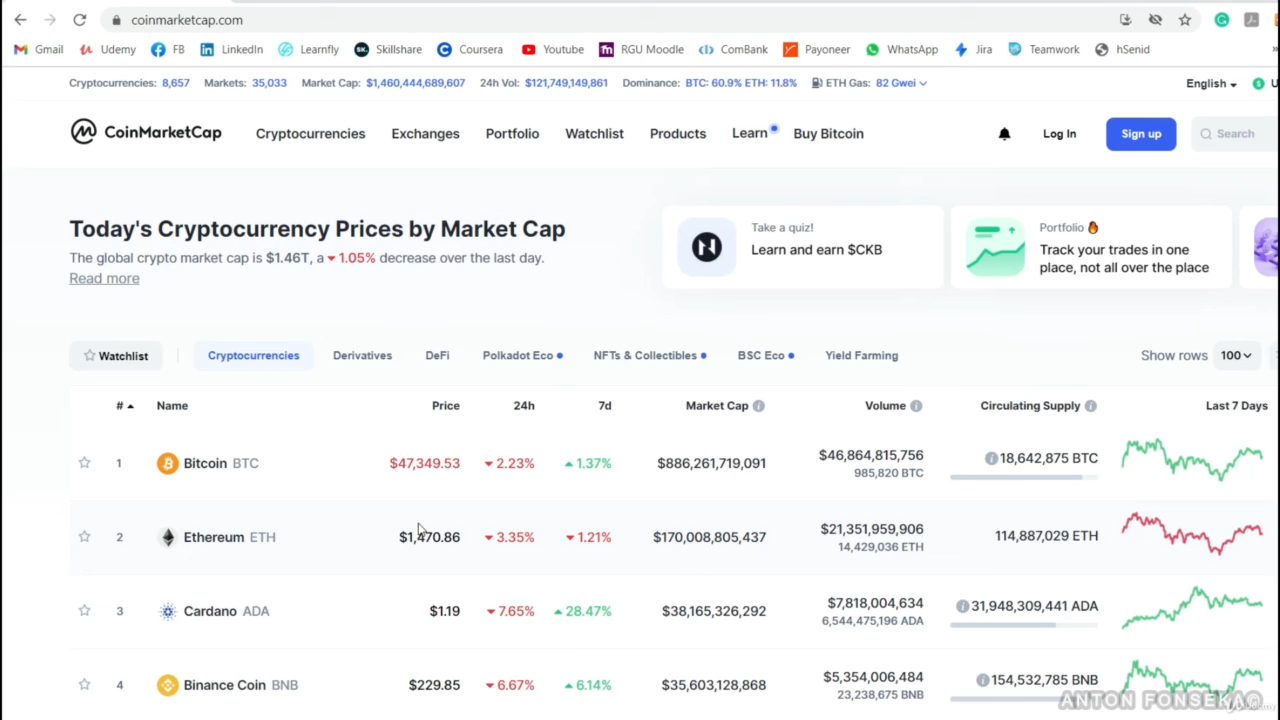 coinmarketcap.com
Gmail Udemy FB LinkedIn Learnfly Skillshare Coursera Youtube RGU Moodle ComBank Payoneer WhatsApp Jira Teamwork hSenid
Cryptocurrencies: 8,657 Markets: 35,033 Market Cap: $1,460,444,689,607 24h Vol: $121,749,149,861 Dominance: BTC: 60.9% ETH: 11.8% ETH Gas: 82 Gwei English
CoinMarketCap Cryptocurrencies Exchanges Portfolio Watchlist Products Learn Buy Bitcoin Log In Sign up Search
Today's Cryptocurrency Prices by Market Cap
The global crypto market cap is $1.46T, a 1.05% decrease over the last day.
Read more
Take a quiz!
Learn and earn $CKB
Portfolio
Track your trades in one
place, not all over the place
Watchlist Cryptocurrencies Derivatives DeFi Polkadot Eco NFTs & Collectibles BSC Eco Yield Farming Show rows 100
# Name Price 24h 7d Market Cap Volume Circulating Supply Last 7 Days
1 Bitcoin BTC $47,349.53 2.23% 1.37% $886,261,719,091 $46,864,815,756 18,642,875 BTC
985,820 BTC
2 Ethereum ETH $1,470.86 3.35% 1.21% $170,008,805,437 $21,351,959,906 114,887,029 ETH
14,429,036 ETH
3 Cardano ADA $1.19 7.65% 28.47% $38,165,326,292 $7,818,004,634 31,948,309,441 ADA
6,544,475,196 ADA
4 Binance Coin BNB $229.85 6.67% 6.14% $35,603,128,868 $5,354,006,484 154,532,785 BNB
23,238,675 BNB
ANTON FONSEKA©